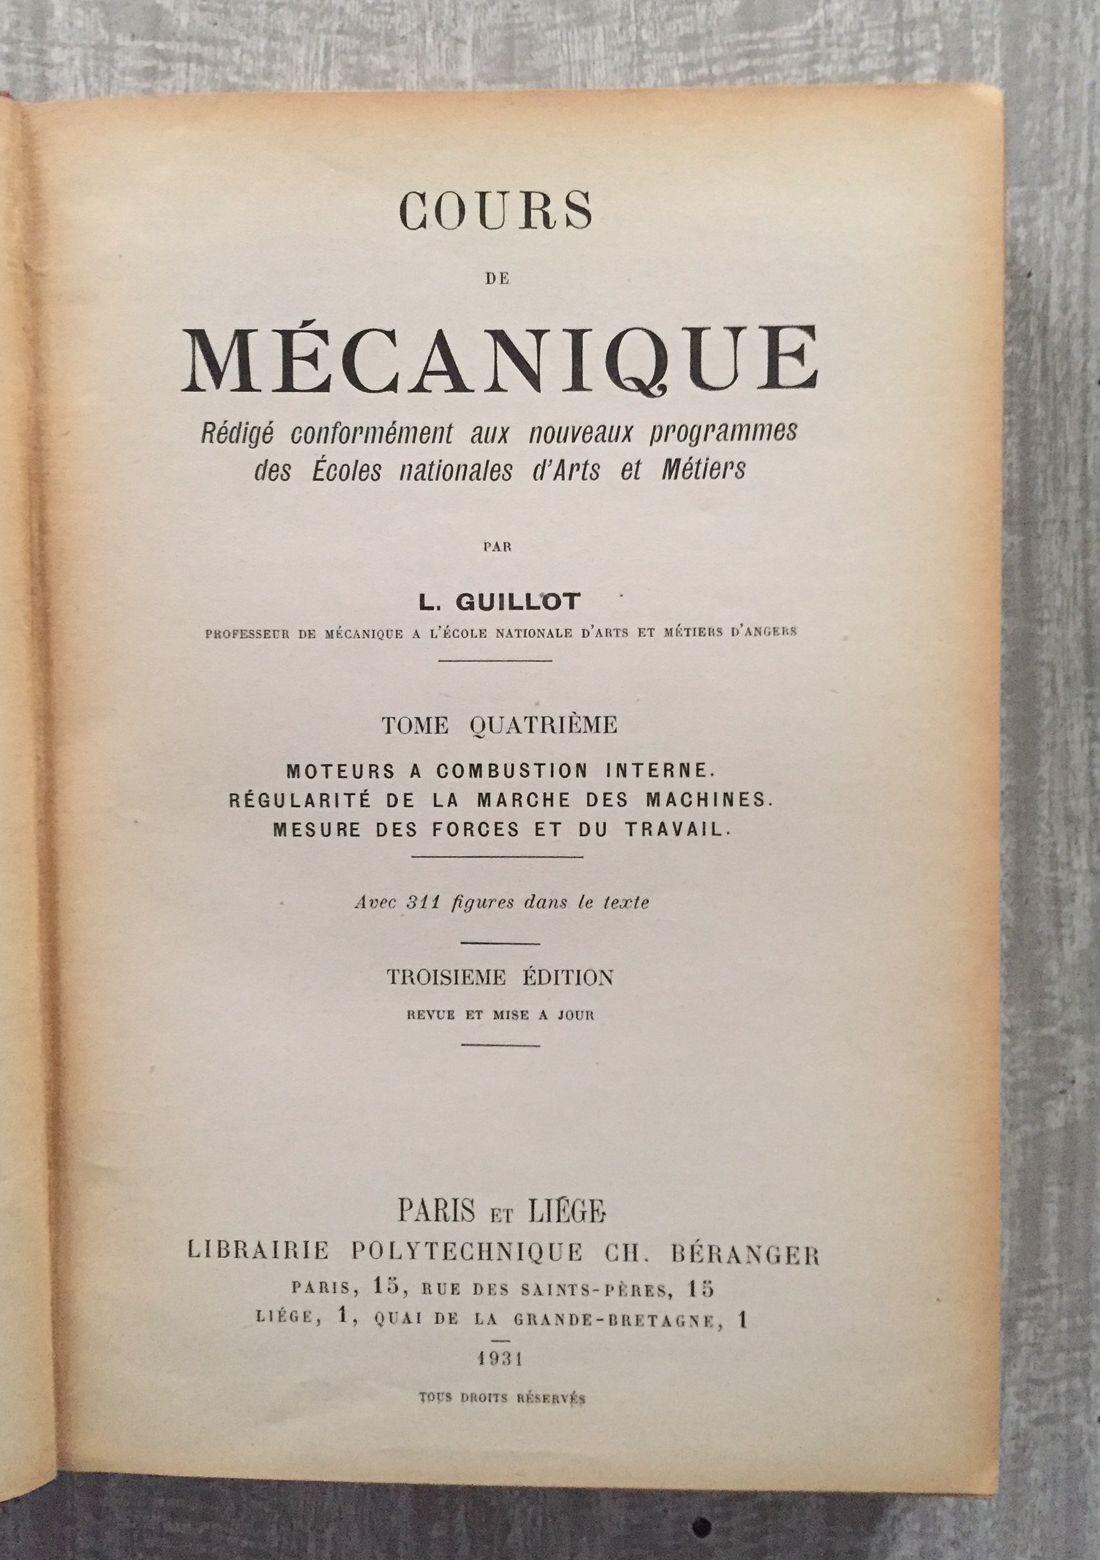 COURS
DE
MÉCANIQUE
Rédigé conformément aux nouveaux programmes
des Écoles nationales d'Arts et Métiers
PAR
L. GUILLOT
PROFESSEUR DE MÉCANIQUE A L'ÉCOLE NATIONALE D'ARTS ET MÉTIERS D'ANGERS
TOME QUATRIÈME
MOTEURS A COMBUSTION INTERNE.
RÉGULARITÉ DE LA MARCHE DES MACHINES.
MESURE DES FORCES ET DU TRAVAIL.
Avec 311 figures dans le texte
TROISIEME ÉDITION
REVUE ET MISE A JOUR
PARIS ET LIÉGE
LIBRAIRIE POLYTECHNIQUE CH. BÉRANGER
PARIS, 15, RUE DES SAINTS-PÈRES, 15
LIÉGE, 1, QUAI DE LA GRANDE-BRETAGNE, 1
1931
TOUS DROITS RÉSERVÉS